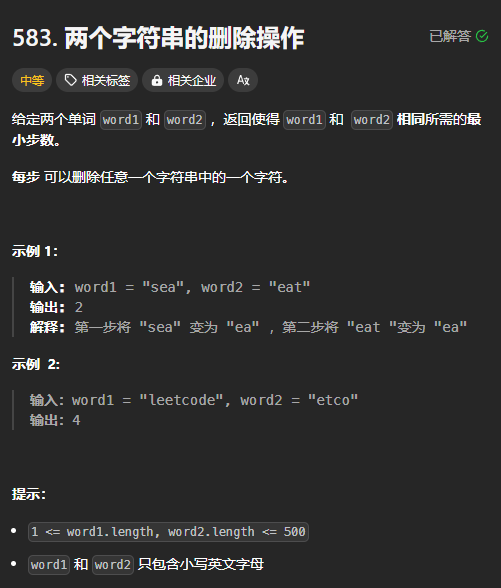 583. 两个字符串的删除操作
已解答
中等 相关标签 相关企业 Ax
给定两个单词 word1 和 word2 ，返回使得 word1 和 word2 相同所需的最
小步数。
每步 可以删除任意一个字符串中的一个字符。
示例 1：
输入: word1 = "sea", word2 = "eat"
输出: 2
解释: 第一步将 "sea" 变为 "ea" ，第二步将 "eat "变为 "ea"
示例 2:
输入：word1 = "leetcode", word2 = "etco"
输出：4
提示：
1 <= word1.length, word2.length <= 500
word1 和 word2 只包含小写英文字母